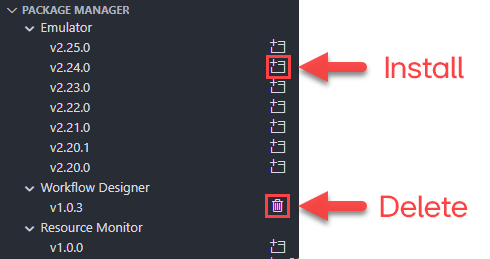 PACKAGE MANAGER
Emulator
v2.25.0
v2.24.0
Install
v2.23.0
v2.22.0
v2.21.0
v2.20.1
v2.20.0
Workflow Designer
v1.0.3
Delete
Resource Monitor
v1.0.0